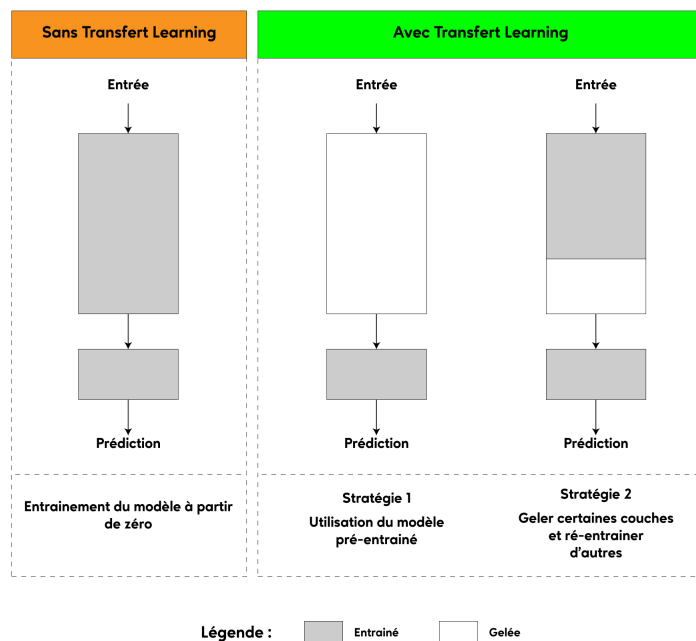 Sans Transfert Learning
Avec Transfert Learning
Entrée
Entrée
Entrée
Prédiction
Prédiction
Prédiction
Entrainement du modèle à partir
de zéro
Stratégie 1
Utilisation du modèle
pré-entrainé
Stratégie 2
Geler certaines couches
et ré-entrainer
d'autres
Légende :
Entrainé
Gelée